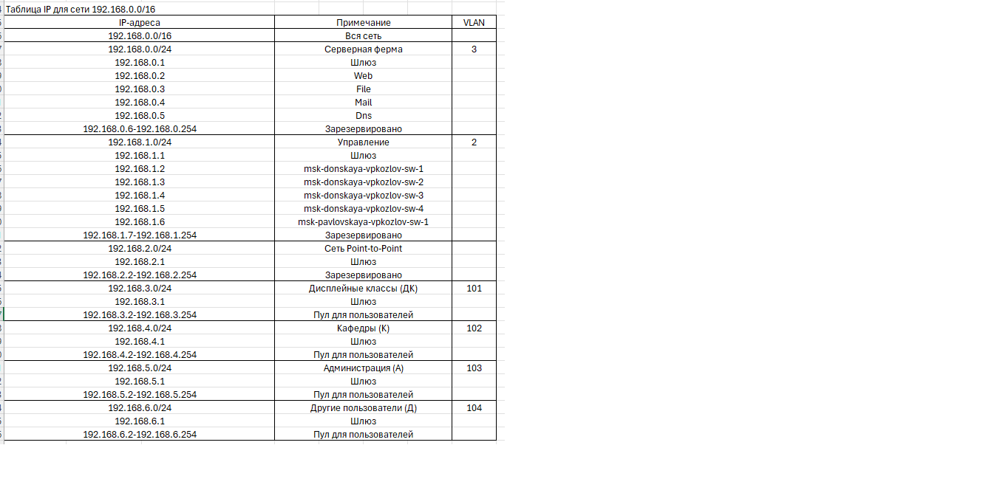 Таблица IP для сети 192.168.0.0/16
IP-адреса Примечание VLAN
192.168.0.0/16 Вся сеть
192.168.0.0/24 Серверная ферма 3
192.168.0.1 Шлюз
192.168.0.2 Web
192.168.0.3 File
192.168.0.4 Mail
192.168.0.5 Dns
192.168.0.6-192.168.0.254 Зарезервировано
192.168.1.0/24 Управление 2
192.168.1.1 Шлюз
192.168.1.2 msk-donskaya-vpkozlov-sw-1
192.168.1.3 msk-donskaya-vpkozlov-sw-2
192.168.1.4 msk-donskaya-vpkozlov-sw-3
192.168.1.5 msk-donskaya-vpkozlov-sw-4
192.168.1.6 msk-pavlovskaya-vpkozlov-sw-1
192.168.1.7-192.168.1.254 Зарезервировано
192.168.2.0/24 Сеть Point-to-Point
192.168.2.1 Шлюз
192.168.2.2-192.168.2.254 Зарезервировано
192.168.3.0/24 Дисплейные классы (ДК) 101
192.168.3.1 Шлюз
192.168.3.2-192.168.3.254 Пул для пользователей
192.168.4.0/24 Кафедры (К) 102
192.168.4.1 Шлюз
192.168.4.2-192.168.4.254 Пул для пользователей
192.168.5.0/24 Администрация (А) 103
192.168.5.1 Шлюз
192.168.5.2-192.168.5.254 Пул для пользователей
192.168.6.0/24 Другие пользователи (Д) 104
192.168.6.1 Шлюз
192.168.6.2-192.168.6.254 Пул для пользователей